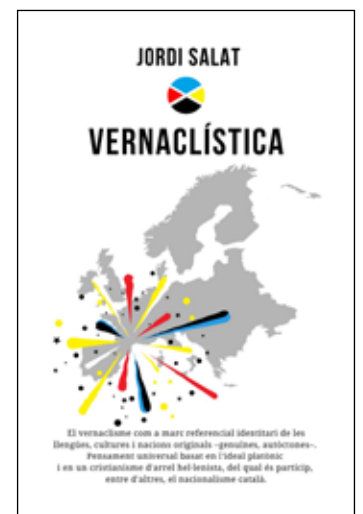 JORDI SALAT
VERNACLÍSTICA
El vernaclisme com a marc referencial identitari de les
llengües, cultures i nacions originals –genuïnes, autòctones–.
Pensament universal basat en l'ideal platònic
i en un cristianisme d'arrel hel·lenista, del qual és partícip,
entre d'altres, el nacionalisme català.